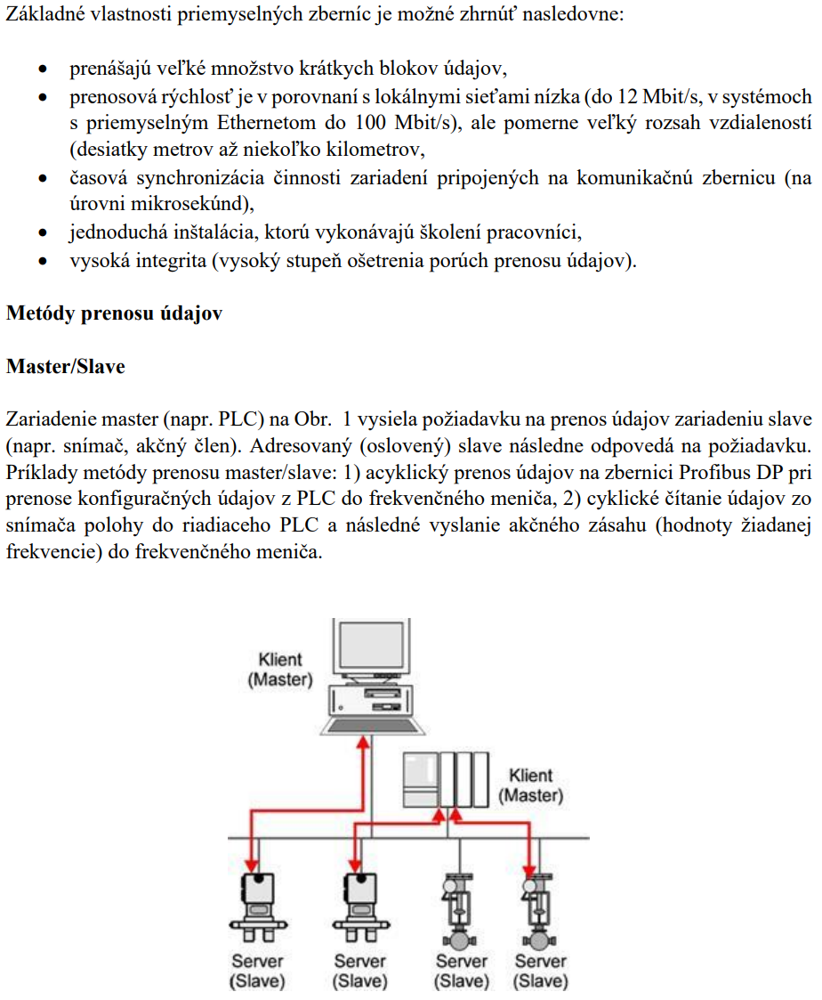 Základné vlastnosti priemyselných zberníc je možné zhrnúť nasledovne:
• prenášajú veľké množstvo krátkych blokov údajov,
• prenosová rýchlosť je v porovnaní s lokálnymi sieťami nízka (do 12 Mbit/s, v systémoch
s priemyselným Ethernetom do 100 Mbit/s), ale pomerne veľký rozsah vzdialeností
(desiatky metrov až niekoľko kilometrov,
• časová synchronizácia činnosti zariadení pripojených na komunikačnú zbernicu (na
úrovni mikrosekúnd),
• jednoduchá inštalácia, ktorú vykonávajú školení pracovníci,
• vysoká integrita (vysoký stupeň ošetrenia porúch prenosu údajov).
Metódy prenosu údajov
Master/Slave
Zariadenie master (napr. PLC) na Obr. 1 vysiela požiadavku na prenos údajov zariadeniu slave
(napr. snímač, akčný člen). Adresovaný (oslovený) slave následne odpovedá na požiadavku.
Príklady metódy prenosu master/slave: 1) acyklický prenos údajov na zbernici Profibus DP pri
prenose konfiguračných údajov z PLC do frekvenčného meniča, 2) cyklické čítanie údajov zo
snímača polohy do riadiaceho PLC a následné vyslanie akčného zásahu (hodnoty žiadanej
frekvencie) do frekvenčného meniča.
Klient
(Master)
Klient
(Master)
Server
(Slave)
Server
(Slave)
Server
(Slave)
Server
(Slave)